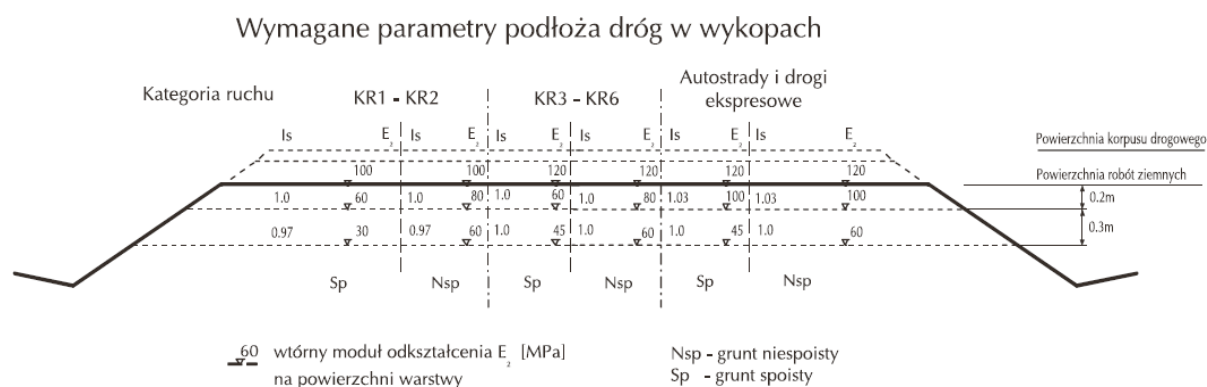 Wymagane parametry podłoża dróg w wykopach
Kategoria ruchu
KR1 - KR2
KR3 - KR6
Autostrady i drogi
ekspresowe
Is E₂ Is E₂ Is E₂ Is E₂ Is E₂ Is E₂
Powierzchnia korpusu drogowego
100 100 120 120 120 120
Powierzchnia robót ziemnych
1.0 60 1.0 80 1.0 60 1.0 80 1.03 100 1.03 100
0.2m
0.97 30 0.97 60 1.0 45 1.0 60 1.0 45 1.0 60
0.3m
Sp Nsp Sp Nsp Sp Nsp
60 wtórny moduł odkształcenia E₂ [MPa]
na powierzchni warstwy
Nsp - grunt niespoisty
Sp - grunt spoisty